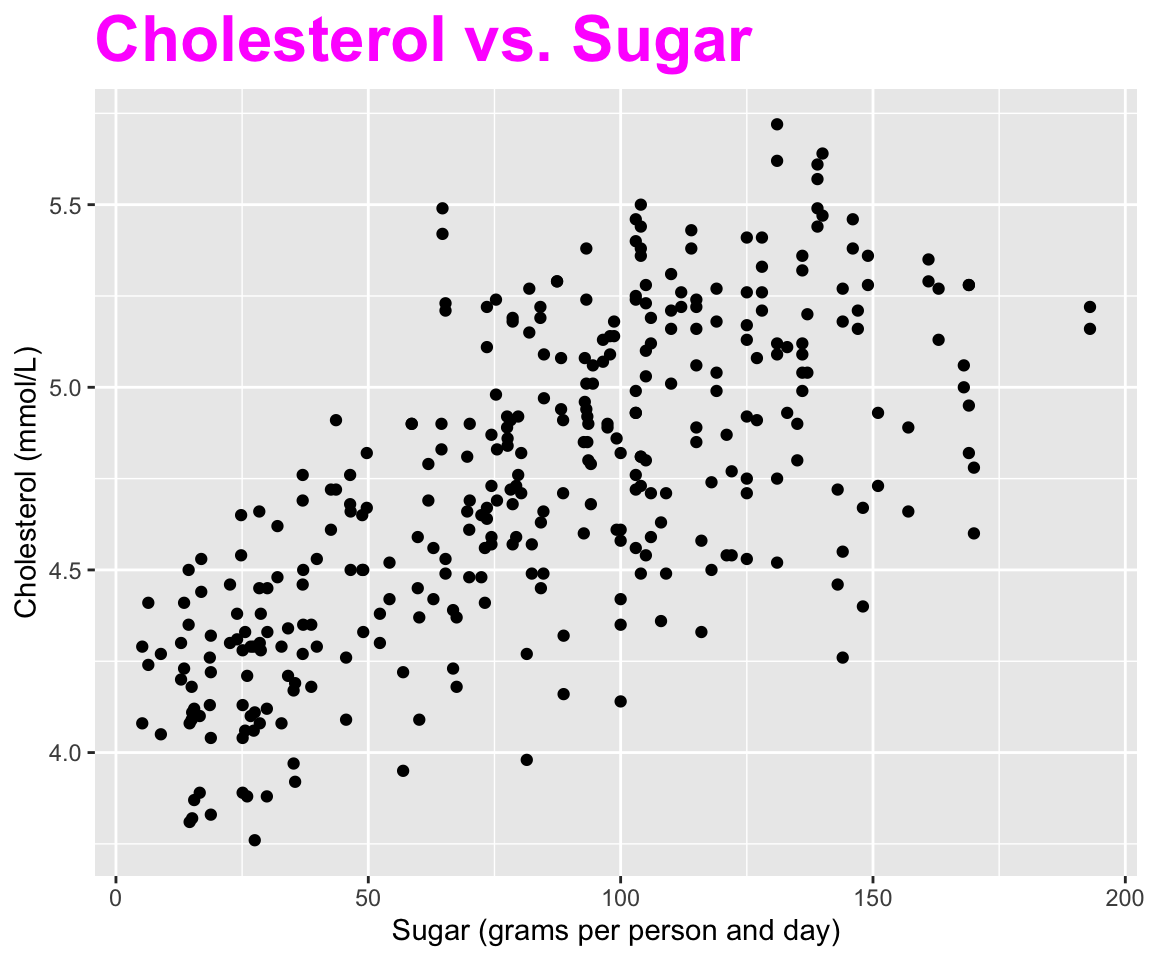 Cholesterol vs. Sugar
Cholesterol (mmol/L)
5.5
5.0
4.5
4.0
0 50 100 150 200
Sugar (grams per person and day)